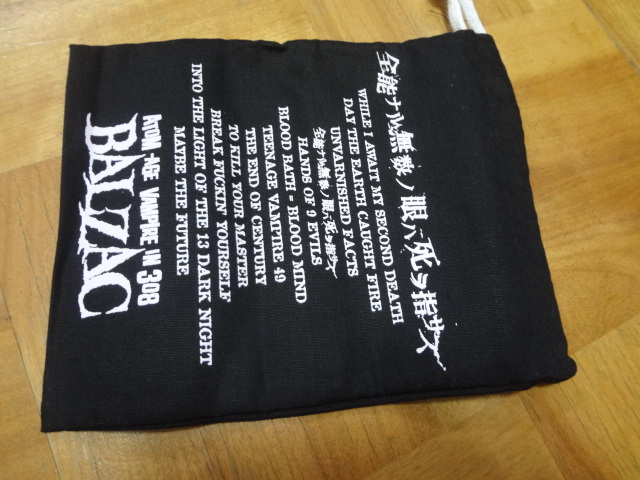 全能ナル無数ノ眼ハ死ヲ指サス
WHILE I AWAIT MY SECOND DEATH
DAY THE EARTH CAUGHT FIRE
UNVARNISHED FACTS
全能ナル無数ノ眼ハ死ヲ指サス
HANDS OF 9 EVILS
BLOOD BATH = BLOOD MIND
TEENAGE VAMPIRE 49
THE END OF CENTURY
TO KILL YOUR MASTER
BREAK FUCKIN' YOURSELF
INTO THE LIGHT OF THE 13 DARK NIGHT
MAYBE THE FUTURE
ATOM-AGE VAMPIRE IN 308
BALZAC